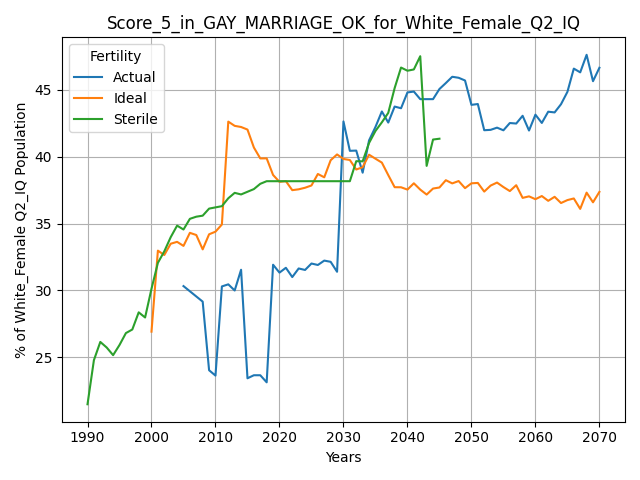 Score_5_in_GAY_MARRIAGE_OK_for_White_Female_Q2_IQ
Fertility
Actual
Ideal
Sterile
% of White_Female Q2_IQ Population
45
40
35
30
25
1990 2000 2010 2020 2030 2040 2050 2060 2070
Years